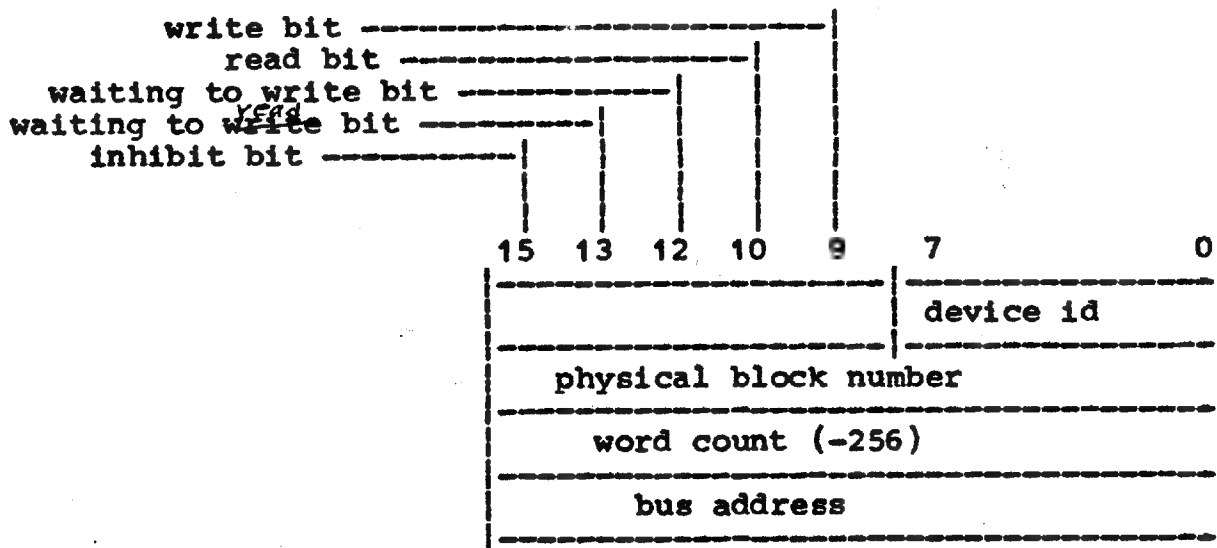 write bit
read bit
waiting to write bit
read
waiting to write bit
inhibit bit
15 13 12 10 9 7 0
device id
physical block number
word count (-256)
bus address